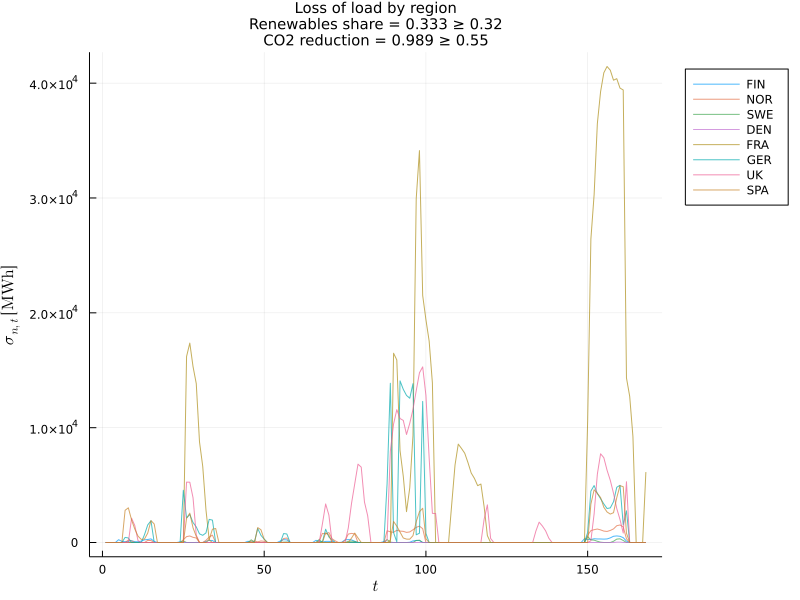 Loss of load by region
Renewables share = 0.333 ≥ 0.32
CO2 reduction = 0.989 ≥ 0.55
4.0×10⁴
3.0×10⁴
2.0×10⁴
1.0×10⁴
0
σn,t [MWh]
0 50 100 150
t
FIN
NOR
SWE
DEN
FRA
GER
UK
SPA